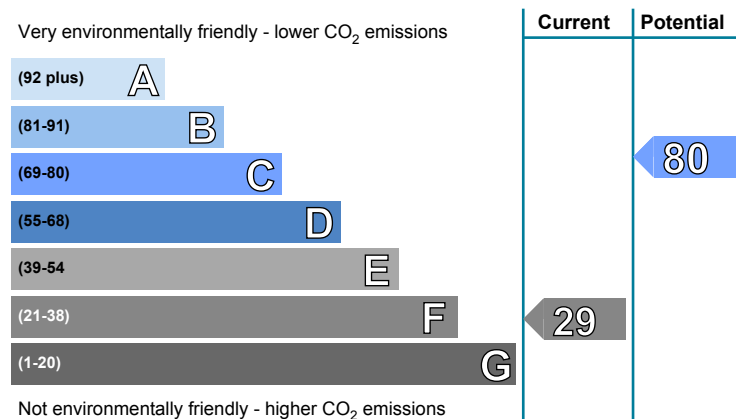 Very environmentally friendly - lower CO₂ emissions
Current
Potential
(92 plus) A
(81-91) B
(69-80) C
80
(55-68) D
(39-54 E
(21-38) F
29
(1-20) G
Not environmentally friendly - higher CO₂ emissions